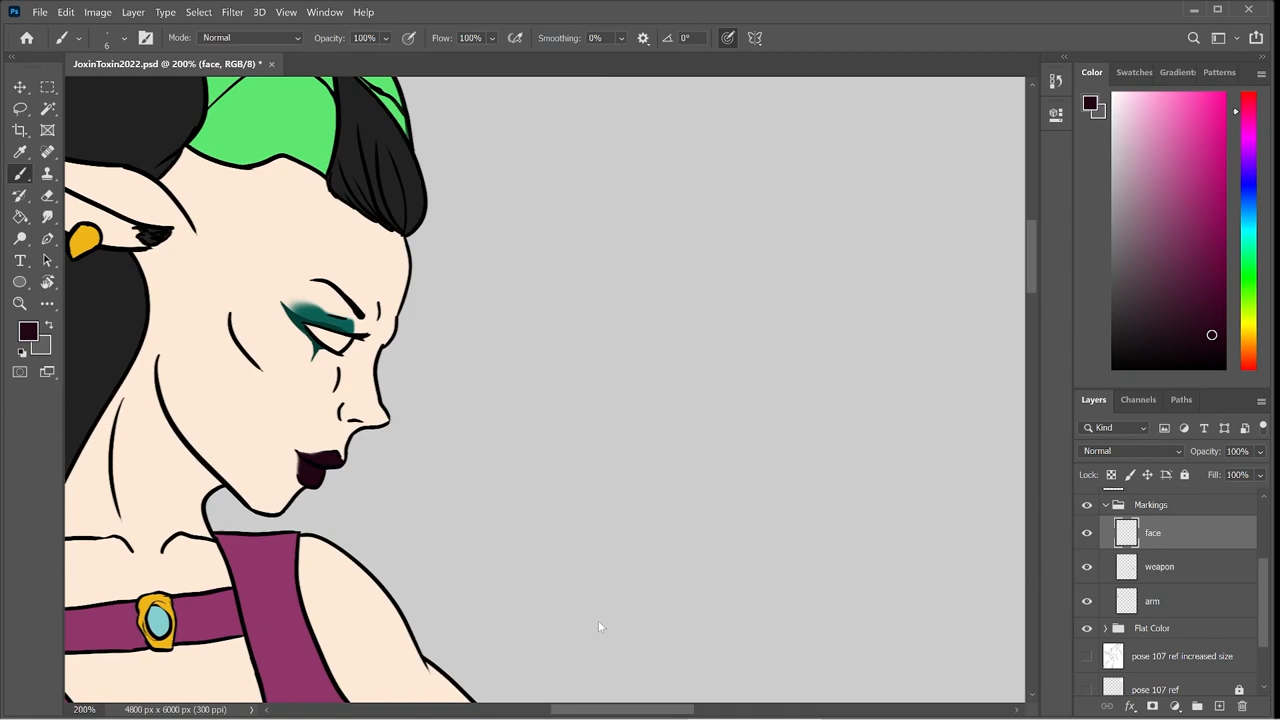 Ps File Edit Image Layer Type Select Filter 3D View Window Help
6 Mode: Normal Opacity: 100% Flow: 100% Smoothing: 0% 0°
JoxinToxin2022.psd @ 200% (face, RGB/8) *
Color Swatches Gradient: Patterns
Layers Channels Paths
Kind
Normal Opacity: 100%
Lock: Fill: 100%
Markings
face
weapon
arm
Flat Color
pose 107 ref increased size
pose 107 ref
200% 4800 px x 6000 px (300 ppi)
fx